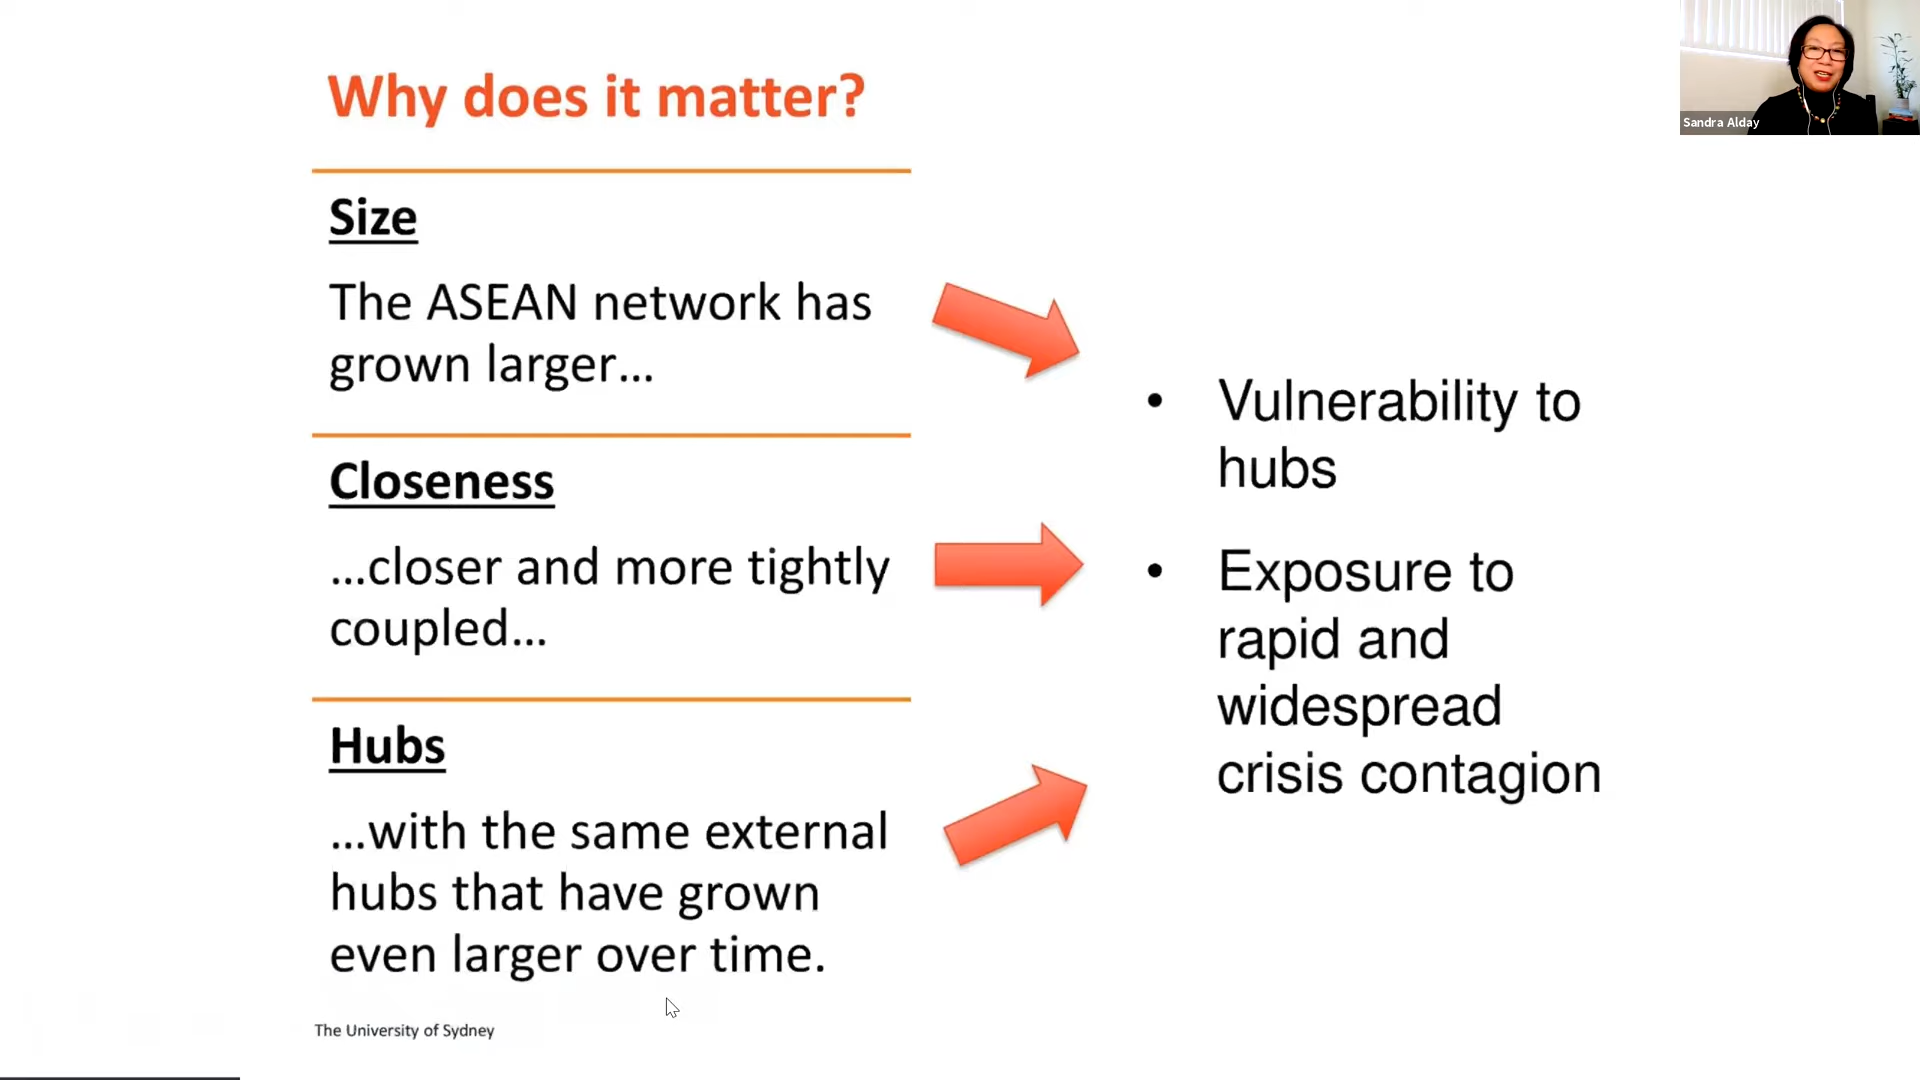 Why does it matter?
Size
The ASEAN network has
grown larger...
Closeness
...closer and more tightly
coupled...
Hubs
...with the same external
hubs that have grown
even larger over time.
• Vulnerability to
hubs
• Exposure to
rapid and
widespread
crisis contagion
The University of Sydney
Sandra Alday